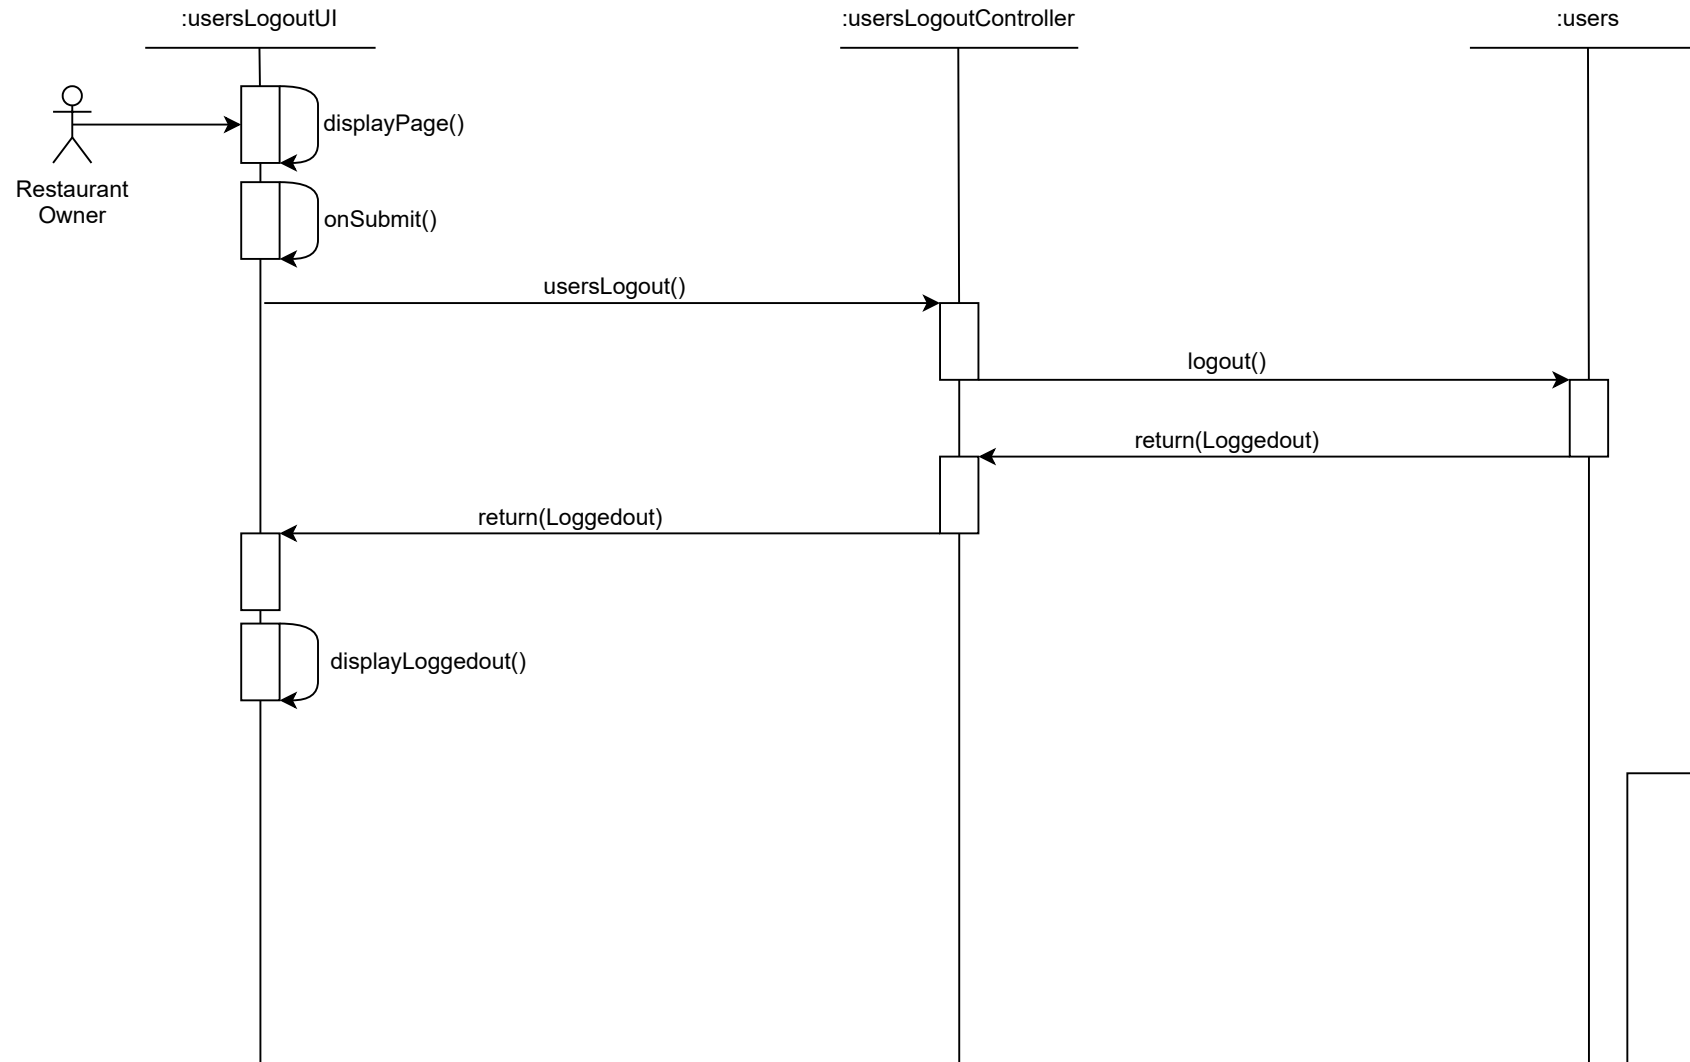 :usersLogoutUI
:usersLogoutController
:users
displayPage()
Restaurant
Owner
onSubmit()
usersLogout()
logout()
return(Loggedout)
return(Loggedout)
displayLoggedout()